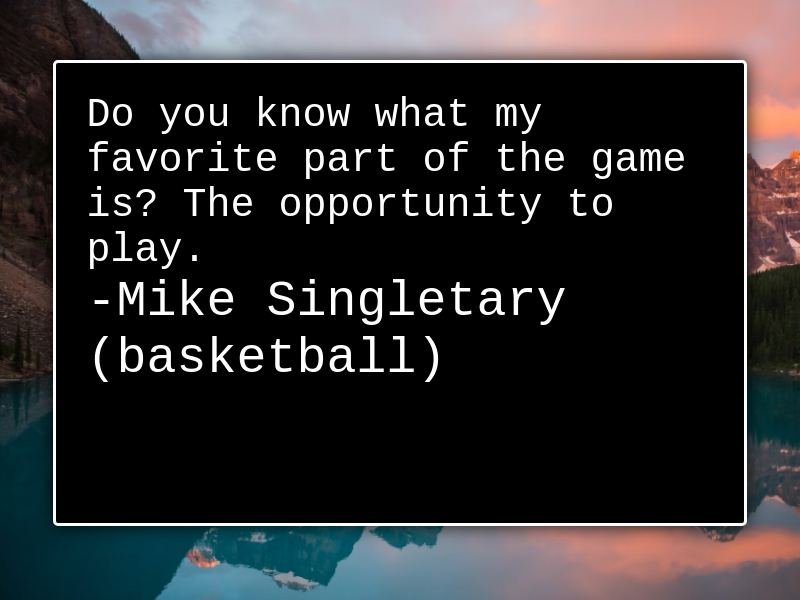 Do you know what my
favorite part of the game
is? The opportunity to
play.
-Mike Singletary
(basketball)